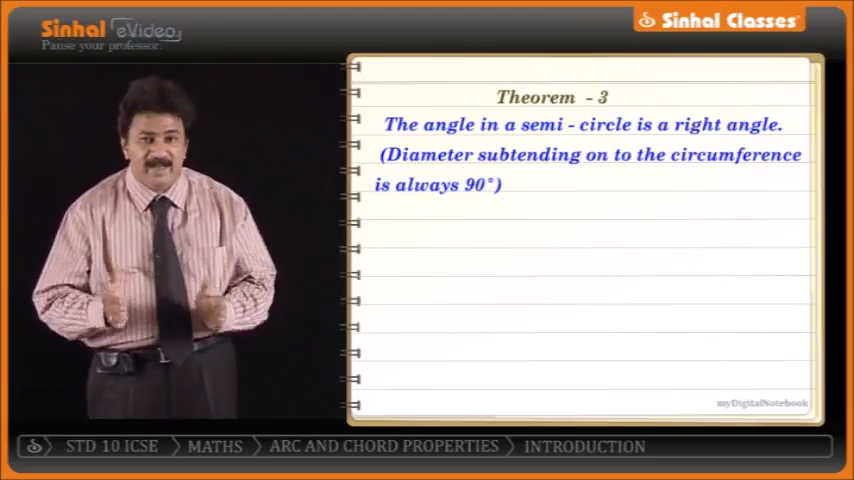 Sinhal eVideo
Pause your professor.
Sinhal Classes
Theorem - 3
The angle in a semi - circle is a right angle.
(Diameter subtending on to the circumference
is always 90°)
myDigitalNotebook
STD 10 ICSE
MATHS
ARC AND CHORD PROPERTIES
INTRODUCTION